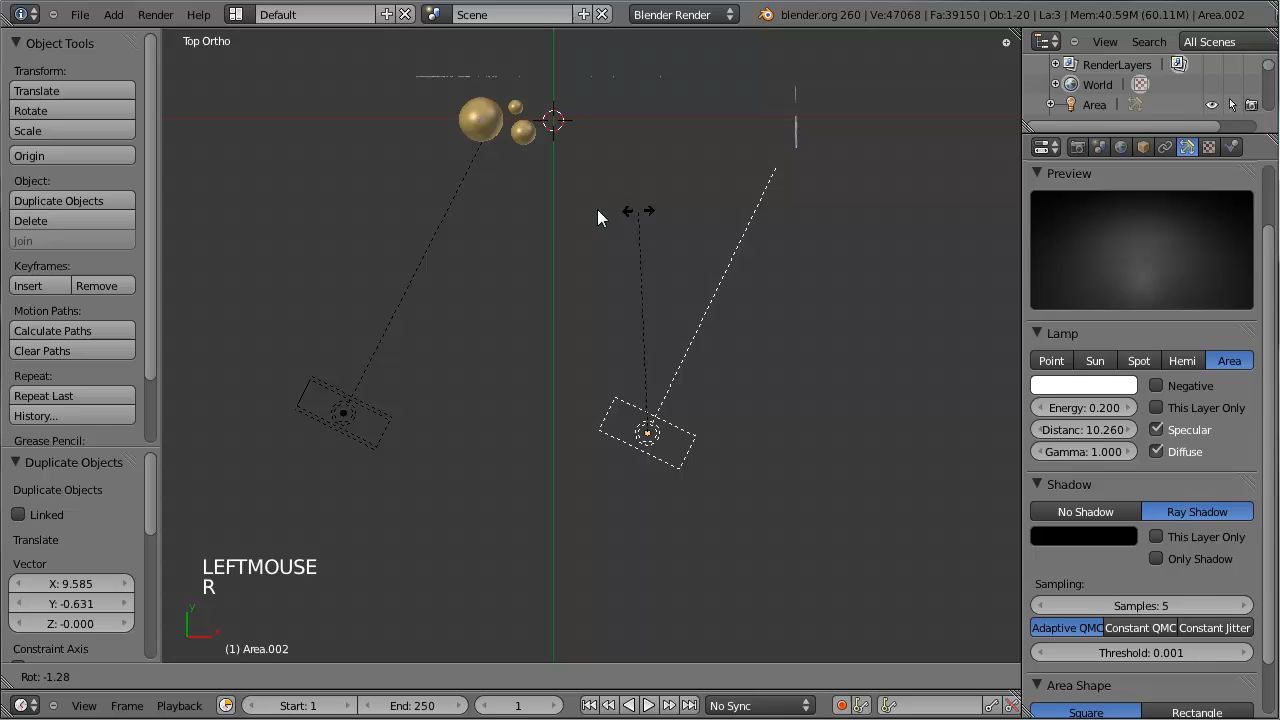 File Add Render Help Default Scene Blender Render blender.org 260 | Ve:47068 | Fa:39150 | Ob:1-20 | La:3 | Mem:40.59M (60.11M) | Area.002
Object Tools
Transform:
Translate
Rotate
Scale
Origin
Object:
Duplicate Objects
Delete
Join
Keyframes:
Insert Remove
Motion Paths:
Calculate Paths
Clear Paths
Repeat:
Repeat Last
History...
Grease Pencil:
Duplicate Objects
Duplicate Objects
Linked
Translate
Vector
X: 9.585
Y: -0.631
Z: -0.000
Constraint Axis
Top Ortho
LEFTMOUSE
R
y
x
(1) Area.002
Rot: -1.28
View Search All Scenes
RenderLayers
World
Area
Preview
Lamp
Point Sun Spot Hemi Area
Negative
Energy: 0.200 This Layer Only
Distanc: 10.260 Specular
Gamma: 1.000 Diffuse
Shadow
No Shadow Ray Shadow
This Layer Only
Only Shadow
Sampling:
Samples: 5
Adaptive QMC Constant QMC Constant Jitter
Threshold: 0.001
Area Shape
Square Rectangle
View Frame Playback Start: 1 End: 250 1 No Sync